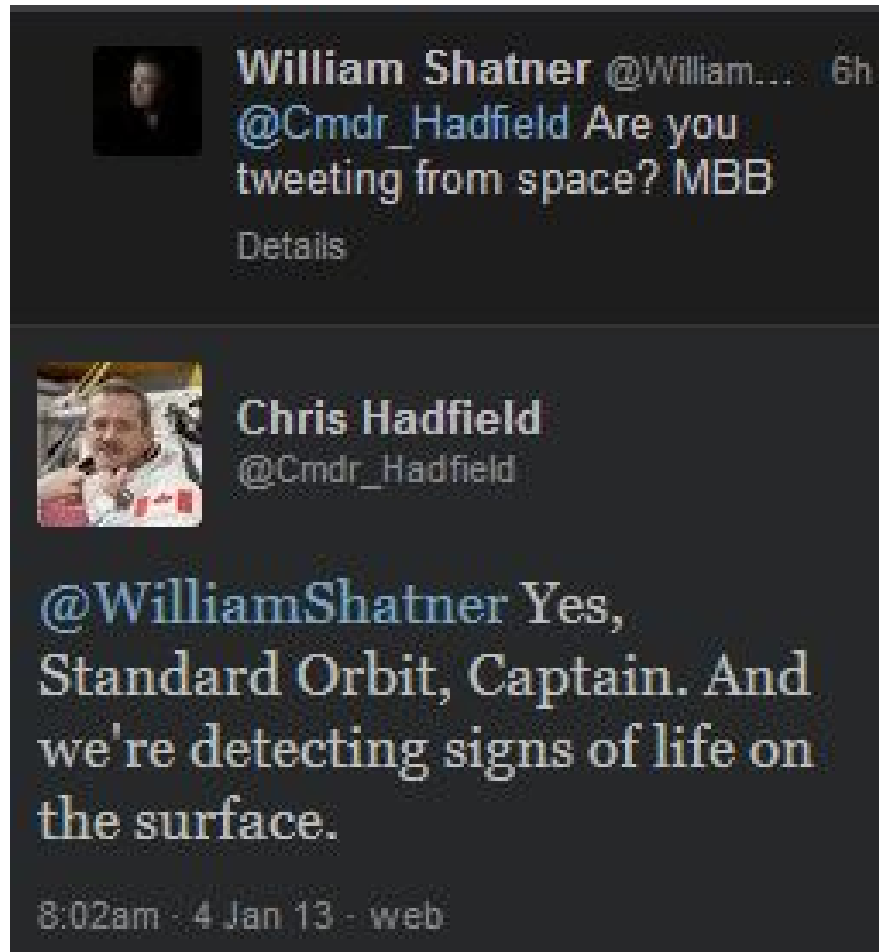 William Shatner @William... 6h
@Cmdr_Hadfield Are you
tweeting from space? MBB
Details
Chris Hadfield
@Cmdr_Hadfield
@WilliamShatner Yes,
Standard Orbit, Captain. And
we're detecting signs of life on
the surface.
8:02am · 4 Jan 13 · web